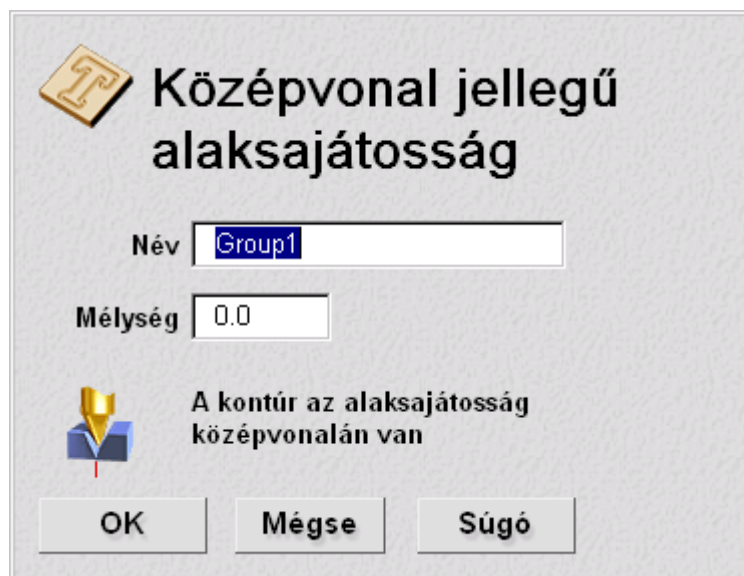 Középvonal jellegű
alaksajátosság
Név Group1
Mélység 0.0
A kontúr az alaksajátosság
középvonalán van
OK Mégse Súgó